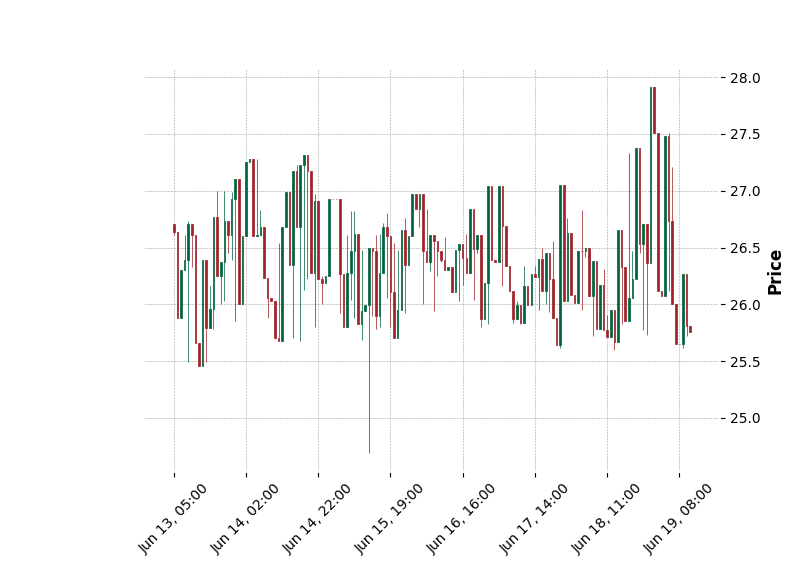 28.0
27.5
27.0
26.5
26.0
25.5
25.0
Price
Jun 13, 05:00
Jun 14, 02:00
Jun 14, 22:00
Jun 15, 19:00
Jun 16, 16:00
Jun 17, 14:00
Jun 18, 11:00
Jun 19, 08:00